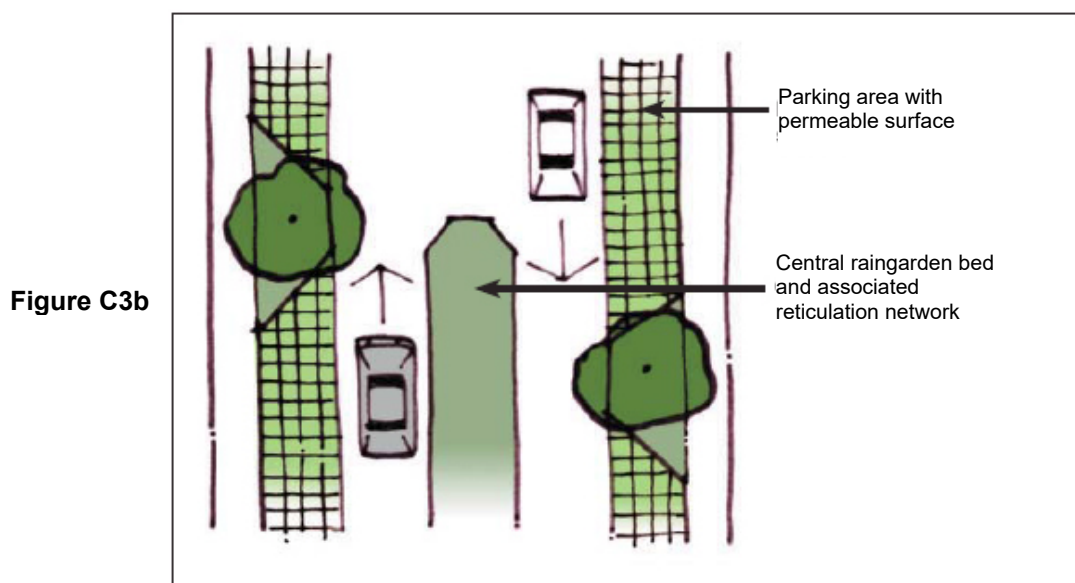 Parking area with
permeable surface
Central raingarden bed
and associated
reticulation network
Figure C3b